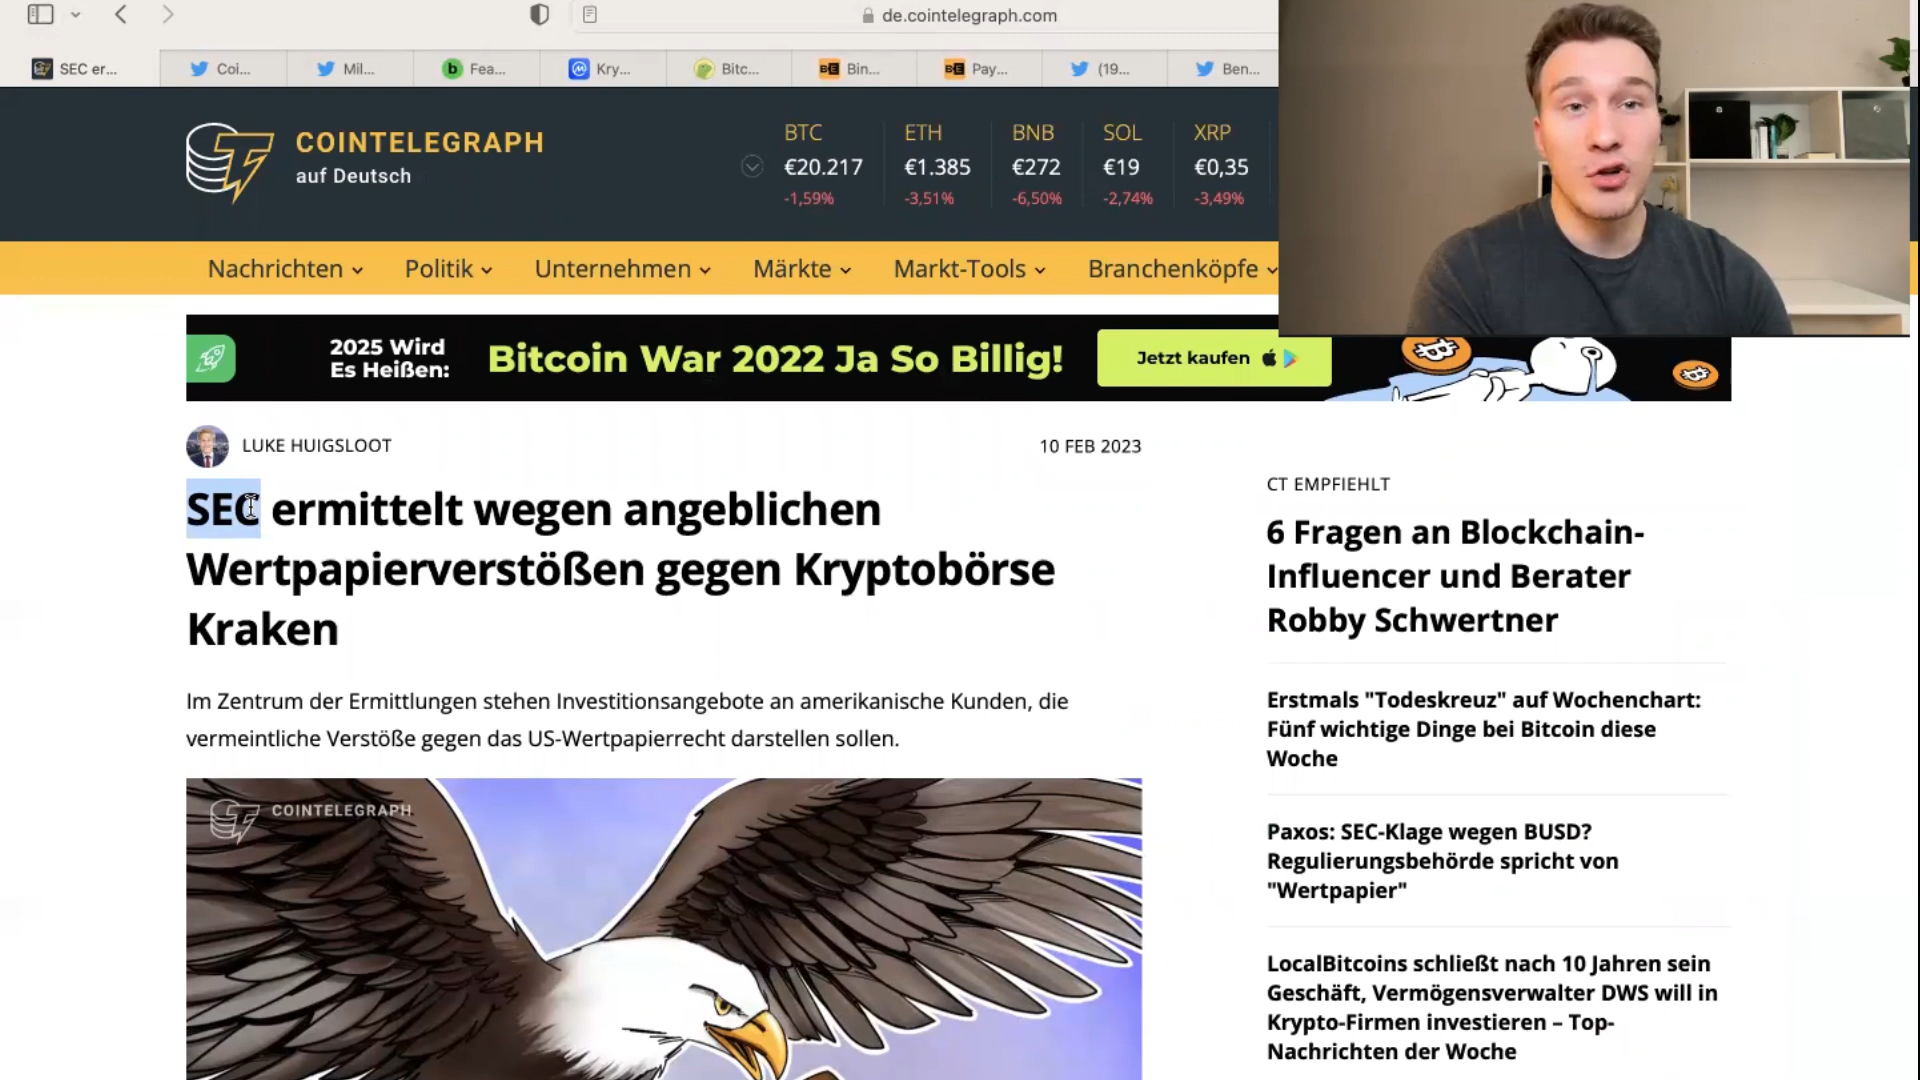 de.cointelegraph.com
SEC er...
Coi...
Mil...
Fea...
Kry...
Bitc...
Bin...
Pay...
(19...
Ben...
COINTELEGRAPH
auf Deutsch
BTC
€20.217
-1,59%
ETH
€1.385
-3,51%
BNB
€272
-6,50%
SOL
€19
-2,74%
XRP
€0,35
-3,49%
Nachrichten
Politik
Unternehmen
Märkte
Markt-Tools
Branchenköpfe
2025 Wird
Es Heißen:
Bitcoin War 2022 Ja So Billig!
Jetzt kaufen
LUKE HUIGSLOOT
10 FEB 2023
SEC ermittelt wegen angeblichen
Wertpapierverstößen gegen Kryptobörse
Kraken
Im Zentrum der Ermittlungen stehen Investitionsangebote an amerikanische Kunden, die
vermeintliche Verstöße gegen das US-Wertpapierrecht darstellen sollen.
COINTELEGRAPH
CT EMPFIEHLT
6 Fragen an Blockchain-
Influencer und Berater
Robby Schwertner
Erstmals "Todeskreuz" auf Wochenchart:
Fünf wichtige Dinge bei Bitcoin diese
Woche
Paxos: SEC-Klage wegen BUSD?
Regulierungsbehörde spricht von
"Wertpapier"
LocalBitcoins schließt nach 10 Jahren sein
Geschäft, Vermögensverwalter DWS will in
Krypto-Firmen investieren – Top-
Nachrichten der Woche